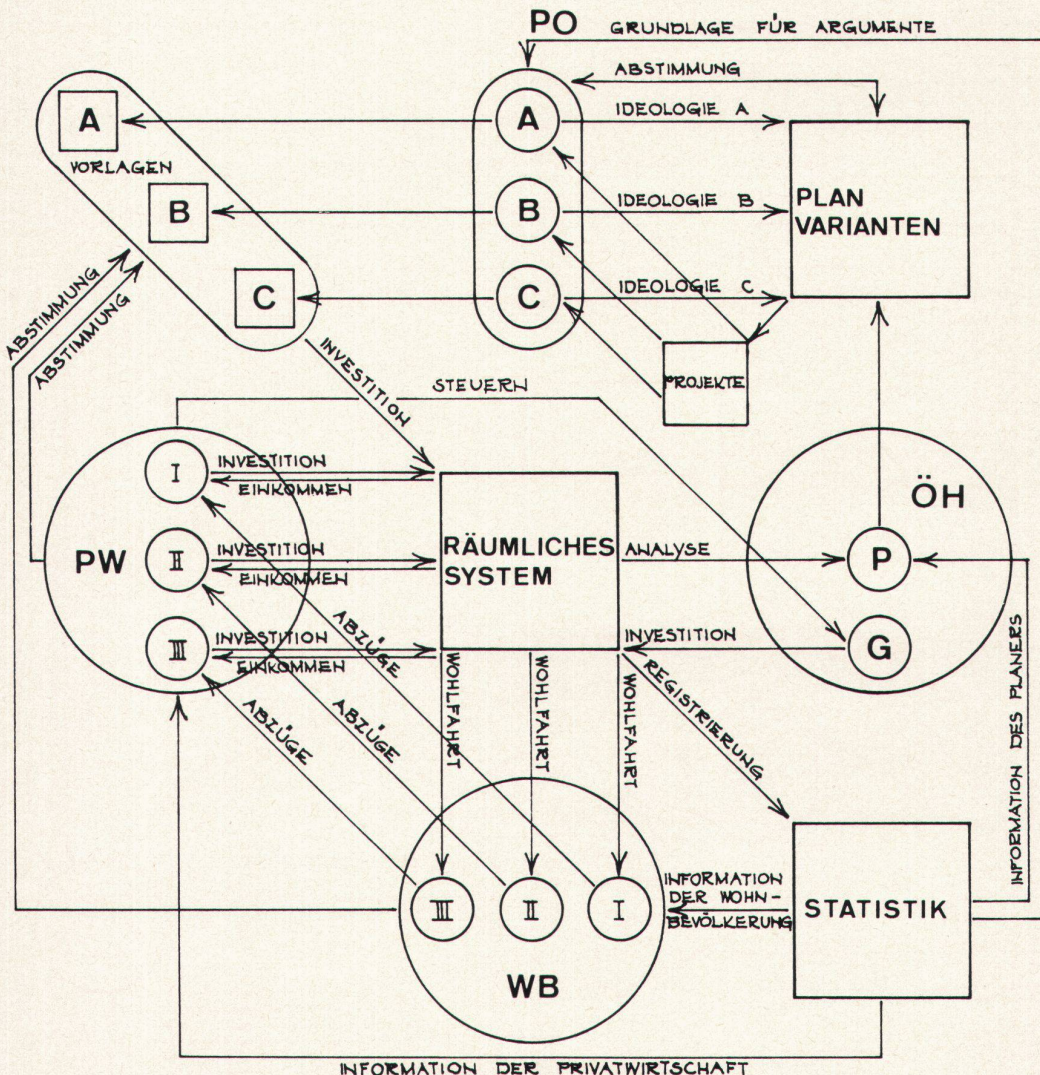 PO GRUNDLAGE FÜR ARGUMENTE
ABSTIMMUNG
A
VORLAGEN
A
IDEOLOGIE A
B
B
IDEOLOGIE B
PLAN
VARIANTEN
C
C
IDEOLOGIE C
ABSTIMMUNG
ABSTIMMUNG
INVESTITION
PROJEKTE
STEUERN
PW
I
INVESTITION
EINKOMMEN
II
INVESTITION
EINKOMMEN
III
INVESTITION
EINKOMMEN
RÄUMLICHES
SYSTEM
ANALYSE
INVESTITION
ÖH
P
G
ABZÜGE
ABZÜGE
ABZÜGE
WOHLFAHRT
WOHLFAHRT
WOHLFAHRT
REGISTRIERUNG
INFORMATION DES PLANERS
III
II
I
WB
INFORMATION
DER WOHN-
BEVÖLKERUNG
STATISTIK
INFORMATION DER PRIVATWIRTSCHAFT